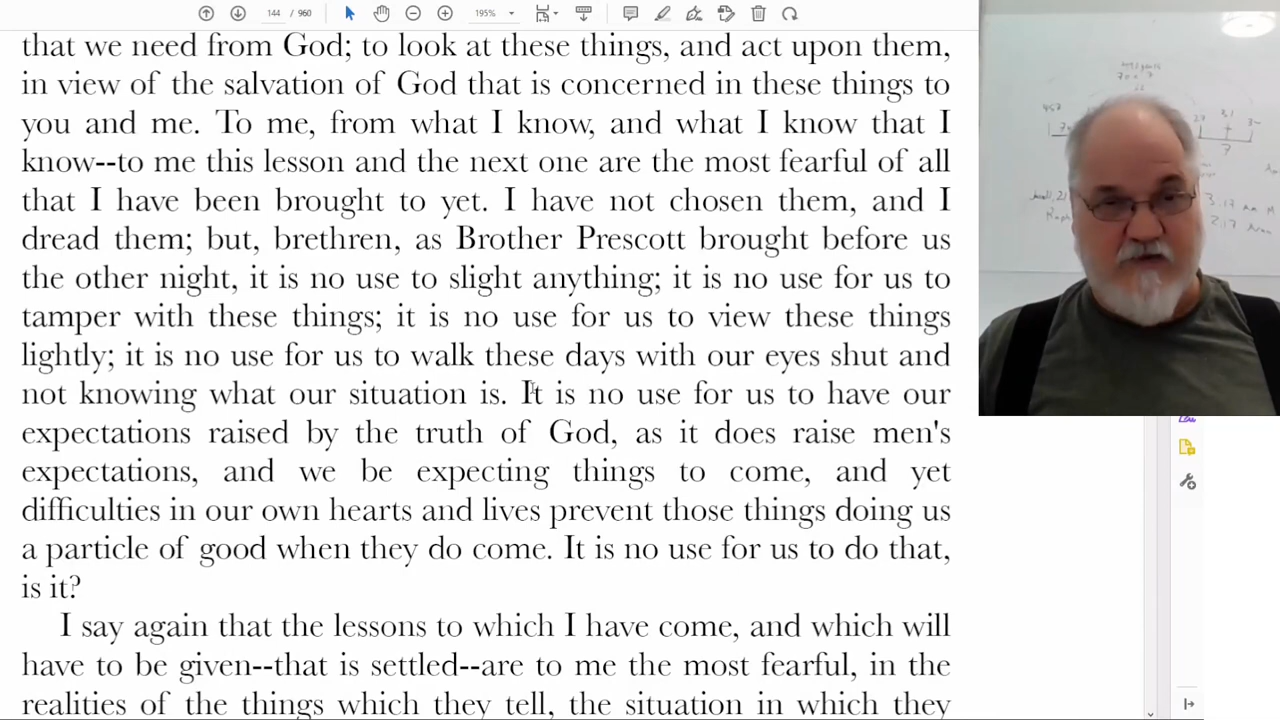 144 / 960
195%
that we need from God; to look at these things, and act upon them,
in view of the salvation of God that is concerned in these things to
you and me. To me, from what I know, and what I know that I
know--to me this lesson and the next one are the most fearful of all
that I have been brought to yet. I have not chosen them, and I
dread them; but, brethren, as Brother Prescott brought before us
the other night, it is no use to slight anything; it is no use for us to
tamper with these things; it is no use for us to view these things
lightly; it is no use for us to walk these days with our eyes shut and
not knowing what our situation is. It is no use for us to have our
expectations raised by the truth of God, as it does raise men's
expectations, and we be expecting things to come, and yet
difficulties in our own hearts and lives prevent those things doing us
a particle of good when they do come. It is no use for us to do that,
is it?
I say again that the lessons to which I have come, and which will
have to be given--that is settled--are to me the most fearful, in the
realities of the things which they tell, the situation in which they
457
27
31
7